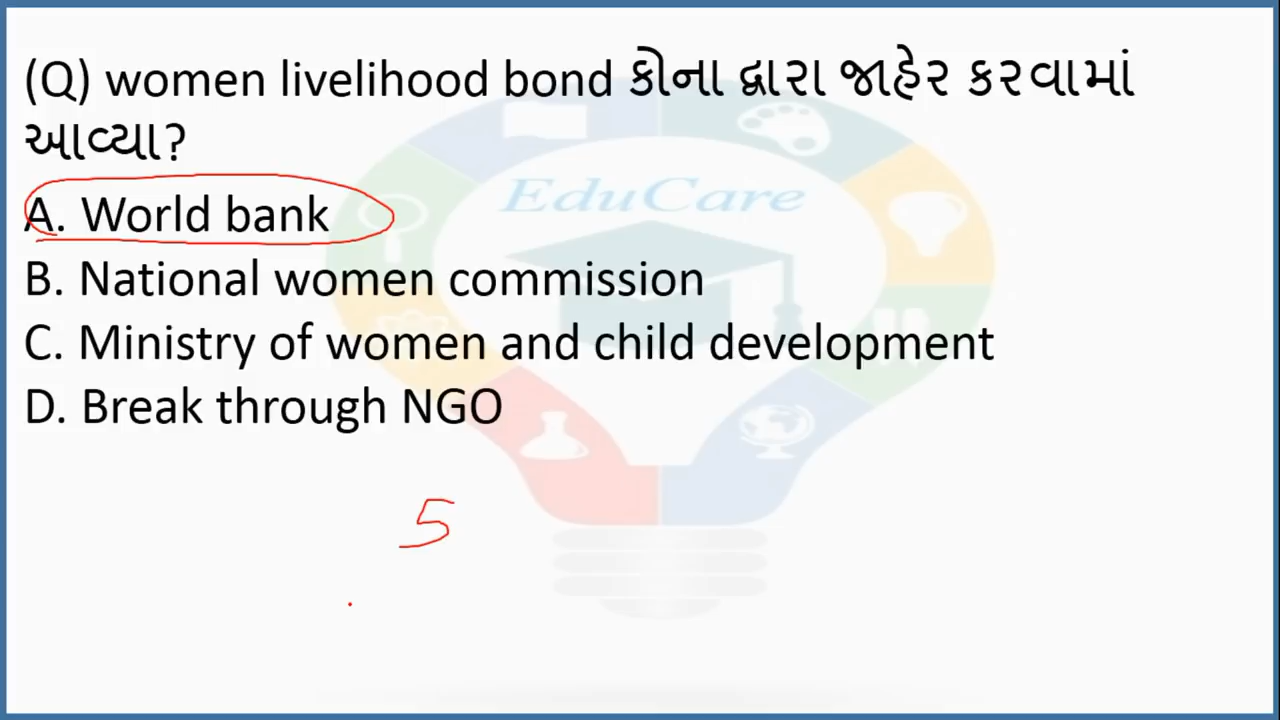 (Q) women livelihood bond કોના દ્વારા જાહેર કરવામાં
આવ્યા?
EduCare
A. World bank
B. National women commission
C. Ministry of women and child development
D. Break through NGO
5